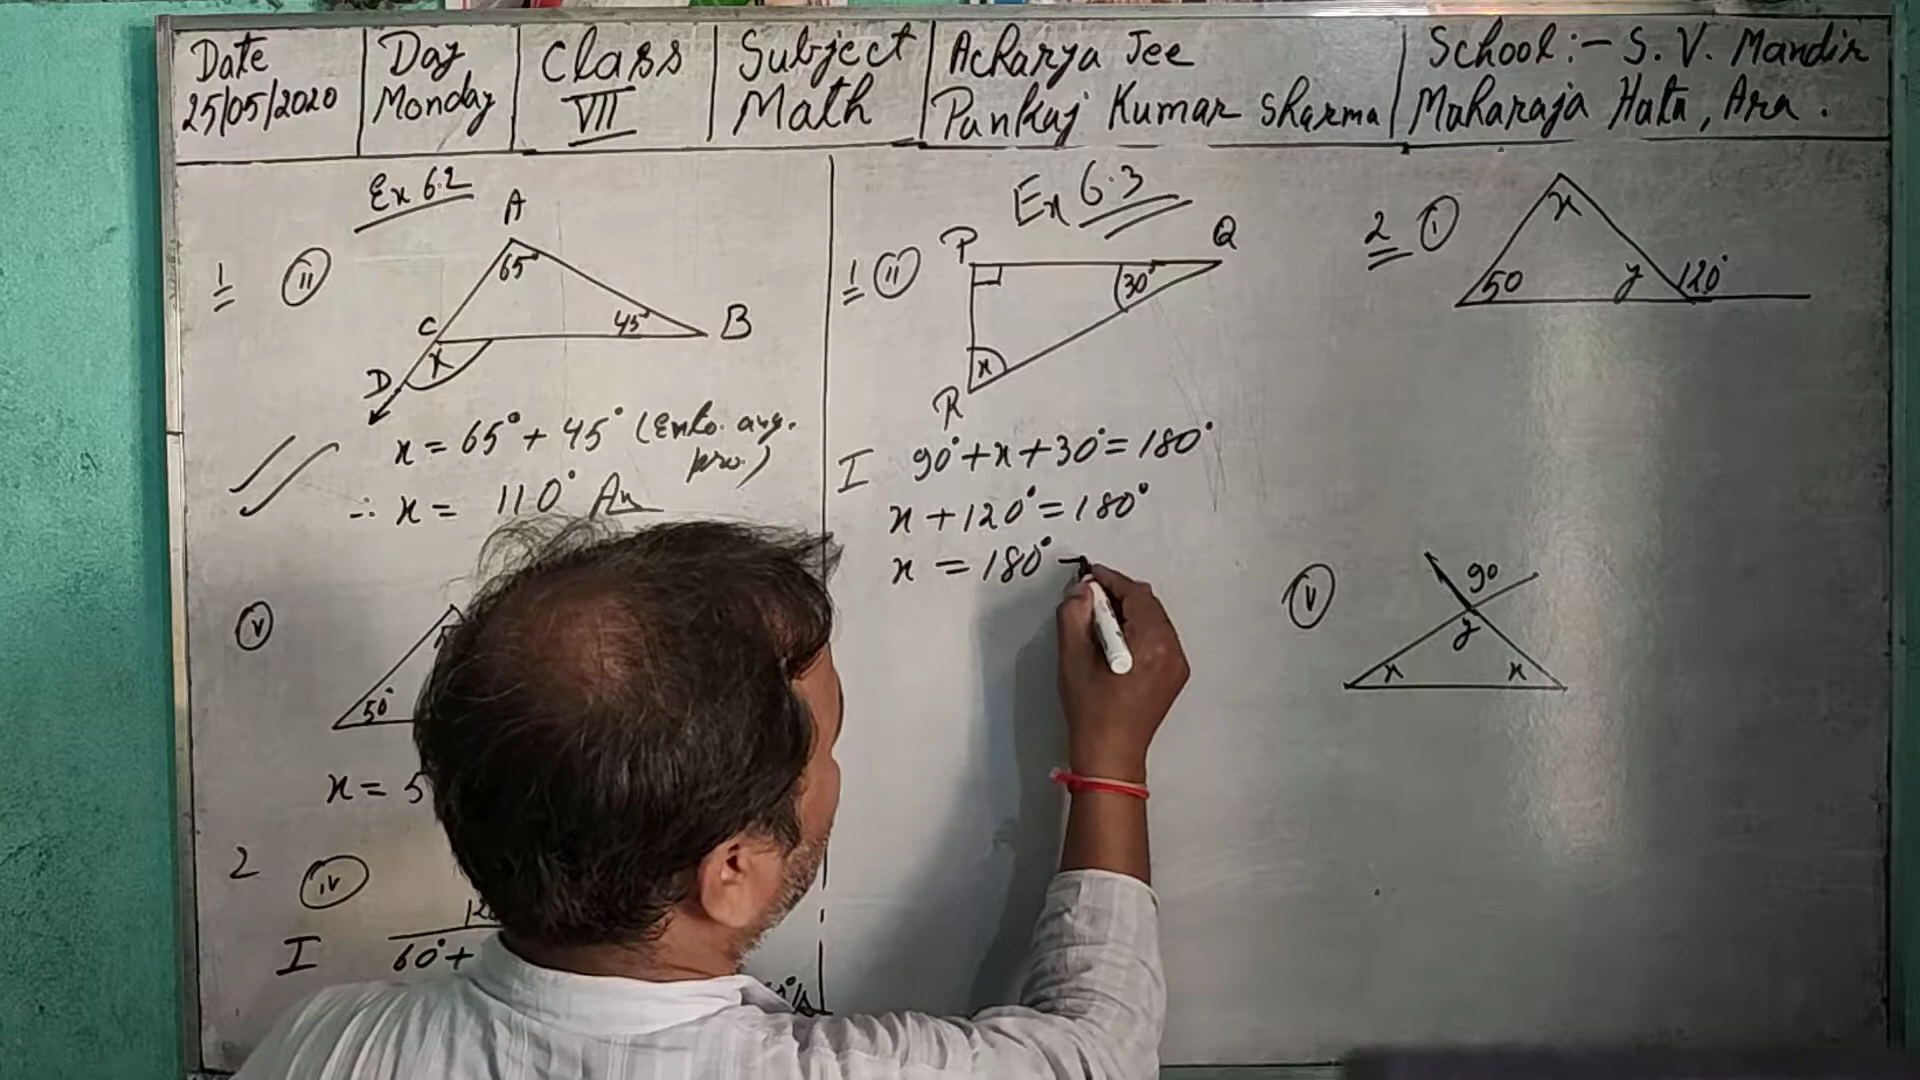 Date
25/05/2020
Day
Monday
Class
VII
Subject
Math
Acharya Jee
Pankaj Kumar Sharma
School:- S. V. Mandir
Maharaja Hata, Ara.
Ex 6.2
1 (ii)
A
65°
C
45°
B
x
D
x = 65° + 45° (Exto. ang. pro.)
∴ x = 110° An
(v)
50°
x = 5
2 (iv)
I
60° +
Ex 6.3
1 (ii)
P
Q
30°
x
R
I 90° + x + 30° = 180°
x + 120° = 180°
x = 180° -
2 (i)
x
50
y
120°
(v)
90
y
x
x